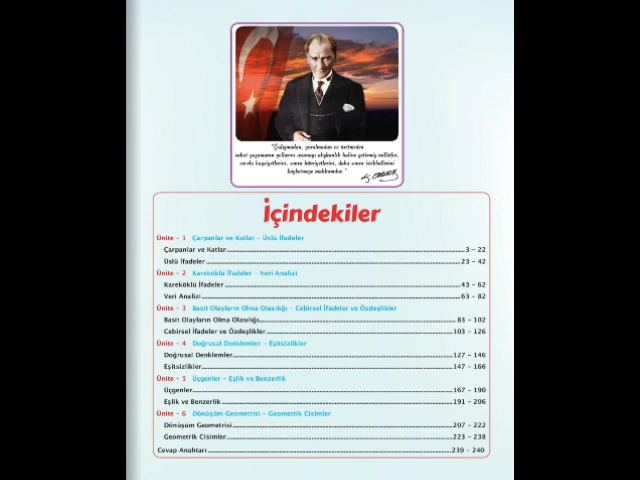 "Çalışmadan, yorulmadan ve üretmeden
rahat yaşamanın yollarını aramayı alışkanlık haline getirmiş milletler,
evvela haysiyetlerini, sonra hürriyetlerini, daha sonra istikballerini
kaybetmeye mahkumdur."
İçindekiler
Ünite - 1 Çarpanlar ve Katlar - Üslü İfadeler
Çarpanlar ve Katlar 3 - 22
Üslü İfadeler 23 - 42
Ünite - 2 Kareköklü İfadeler - Veri Analizi
Kareköklü İfadeler 43 - 62
Veri Analizi 63 - 82
Ünite - 3 Basit Olayların Olma Olasılığı - Cebirsel İfadeler ve Özdeşlikler
Basit Olayların Olma Olasılığı 83 - 102
Cebirsel İfadeler ve Özdeşlikler 103 - 126
Ünite - 4 Doğrusal Denklemler - Eşitsizlikler
Doğrusal Denklemler 127 - 146
Eşitsizlikler 147 - 166
Ünite - 5 Üçgenler - Eşlik ve Benzerlik
Üçgenler 167 - 190
Eşlik ve Benzerlik 191 - 206
Ünite - 6 Dönüşüm Geometrisi - Geometrik Cisimler
Dönüşüm Geometrisi 207 - 222
Geometrik Cisimler 223 - 238
Cevap Anahtarı 239 - 240